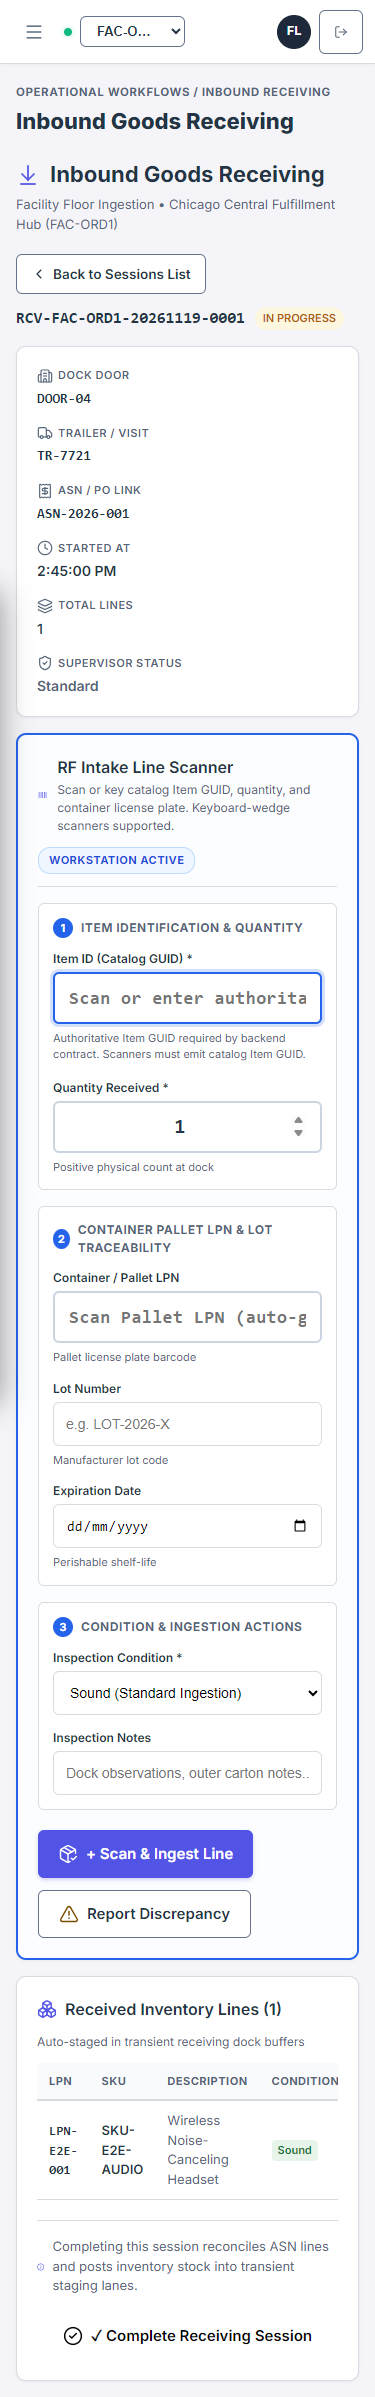 FAC-O...
FL
OPERATIONAL WORKFLOWS / INBOUND RECEIVING
Inbound Goods Receiving
Inbound Goods Receiving
Facility Floor Ingestion • Chicago Central Fulfillment
Hub (FAC-ORD1)
Back to Sessions List
RCV-FAC-ORD1-20261119-0001 IN PROGRESS
DOCK DOOR
DOOR-04
TRAILER / VISIT
TR-7721
ASN / PO LINK
ASN-2026-001
STARTED AT
2:45:00 PM
TOTAL LINES
1
SUPERVISOR STATUS
Standard
RF Intake Line Scanner
Scan or key catalog Item GUID, quantity, and
container license plate. Keyboard-wedge
scanners supported.
WORKSTATION ACTIVE
1 ITEM IDENTIFICATION & QUANTITY
Item ID (Catalog GUID) *
Scan or enter authorita
Authoritative Item GUID required by backend
contract. Scanners must emit catalog Item GUID.
Quantity Received *
1
Positive physical count at dock
2 CONTAINER PALLET LPN & LOT
TRACEABILITY
Container / Pallet LPN
Scan Pallet LPN (auto-g
Pallet license plate barcode
Lot Number
e.g. LOT-2026-X
Manufacturer lot code
Expiration Date
dd/mm/yyyy
Perishable shelf-life
3 CONDITION & INGESTION ACTIONS
Inspection Condition *
Sound (Standard Ingestion)
Inspection Notes
Dock observations, outer carton notes..
+ Scan & Ingest Line
Report Discrepancy
Received Inventory Lines (1)
Auto-staged in transient receiving dock buffers
LPN SKU DESCRIPTION CONDITION
LPN-
E2E-
001
SKU-
E2E-
AUDIO
Wireless
Noise-
Canceling
Headset
Sound
Completing this session reconciles ASN lines
and posts inventory stock into transient
staging lanes.
✓ Complete Receiving Session